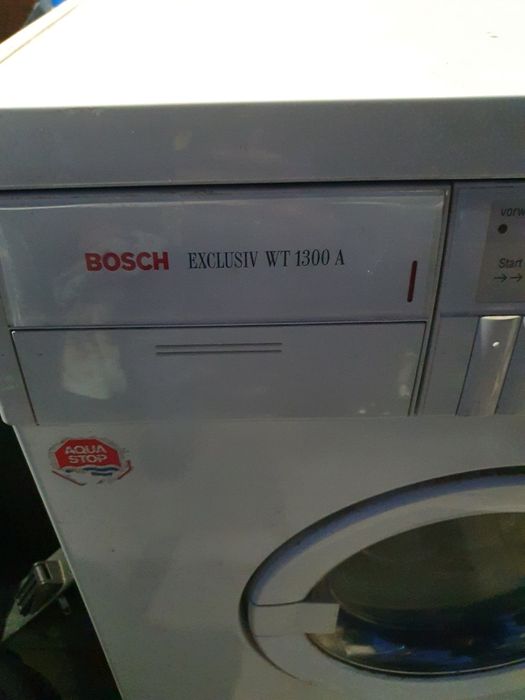 BOSCH EXCLUSIV WT 1300 A
Start
AQUA
STOP